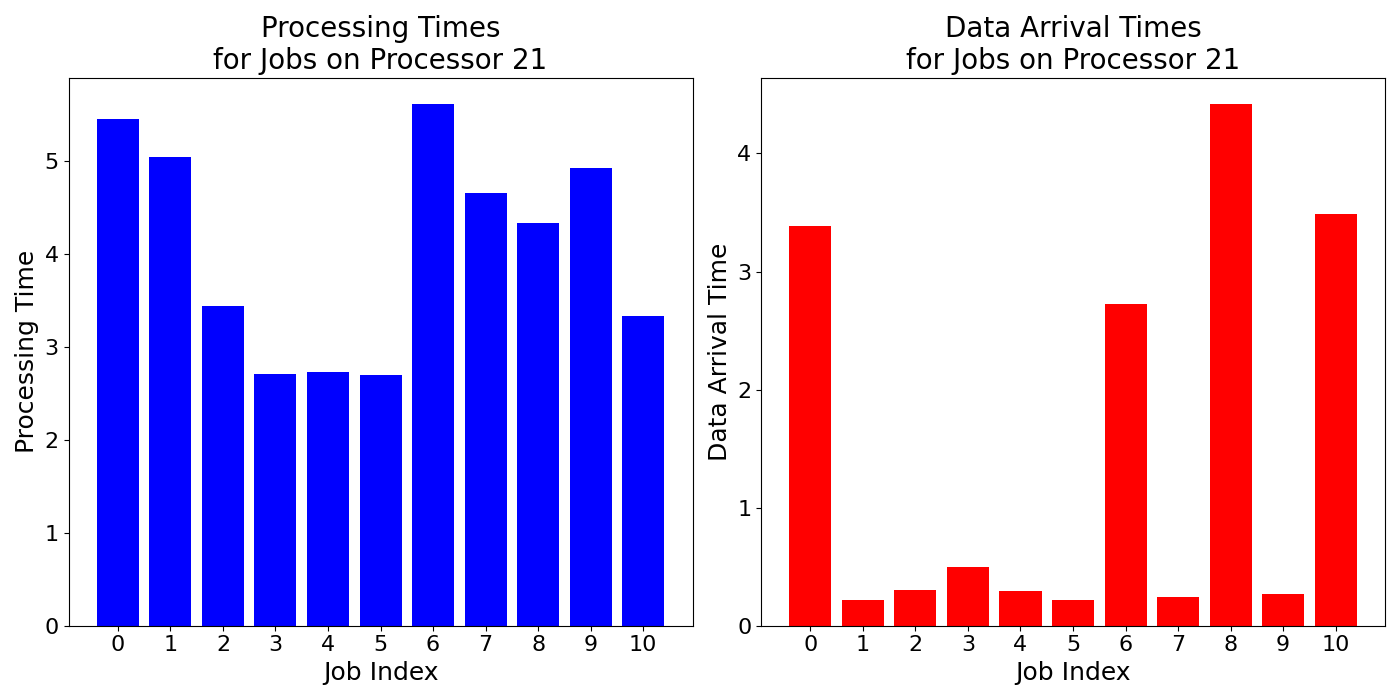 Processing Times
for Jobs on Processor 21
Processing Time
5
4
3
2
1
0
0 1 2 3 4 5 6 7 8 9 10
Job Index
Data Arrival Times
for Jobs on Processor 21
Data Arrival Time
4
3
2
1
0
0 1 2 3 4 5 6 7 8 9 10
Job Index